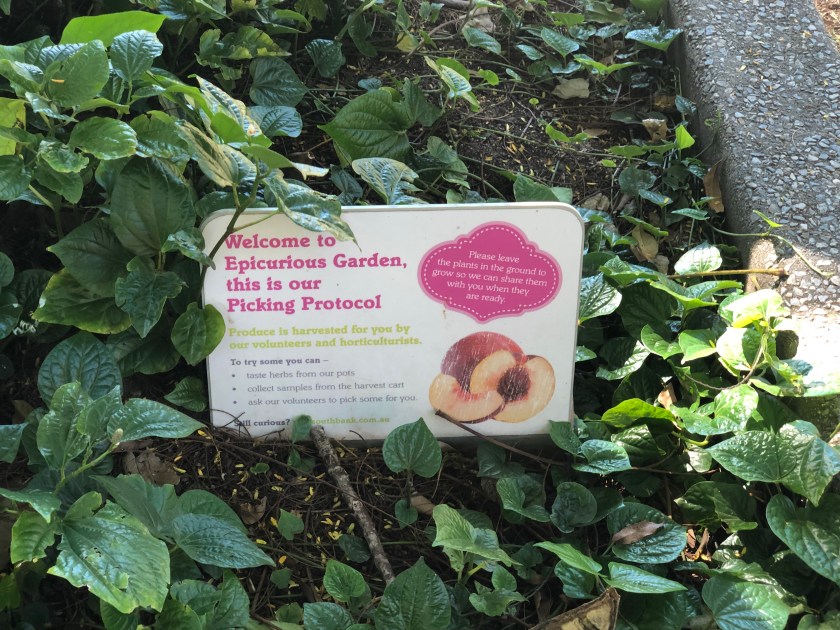 Welcome to
Epicurious Garden,
this is our
Picking Protocol
Please leave
the plants in the ground to
grow so we can share them
with you when they
are ready.
Produce is harvested for you by
our volunteers and horticulturists.
To try some you can –
• taste herbs from our pots
• collect samples from the harvest cart
• ask our volunteers to pick some for you.
Still curious?